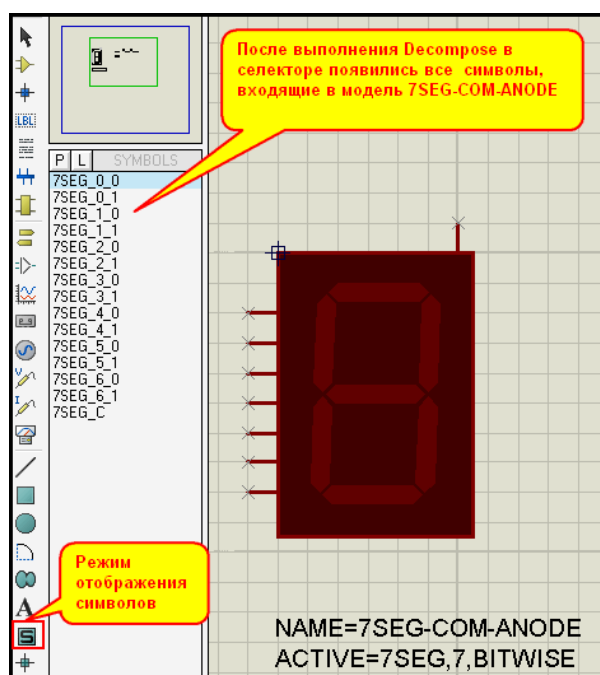 После выполнения Decompose в
селекторе появились все символы,
входящие в модель 7SEG-COM-ANODE
LBL
P L SYMBOLS
7SEG_0_0
7SEG_0_1
7SEG_1_0
7SEG_1_1
7SEG_2_0
7SEG_2_1
7SEG_3_0
7SEG_3_1
7SEG_4_0
7SEG_4_1
7SEG_5_0
7SEG_5_1
7SEG_6_0
7SEG_6_1
7SEG_C
V
I
Режим
отображения
символов
A
S
NAME=7SEG-COM-ANODE
ACTIVE=7SEG,7,BITWISE